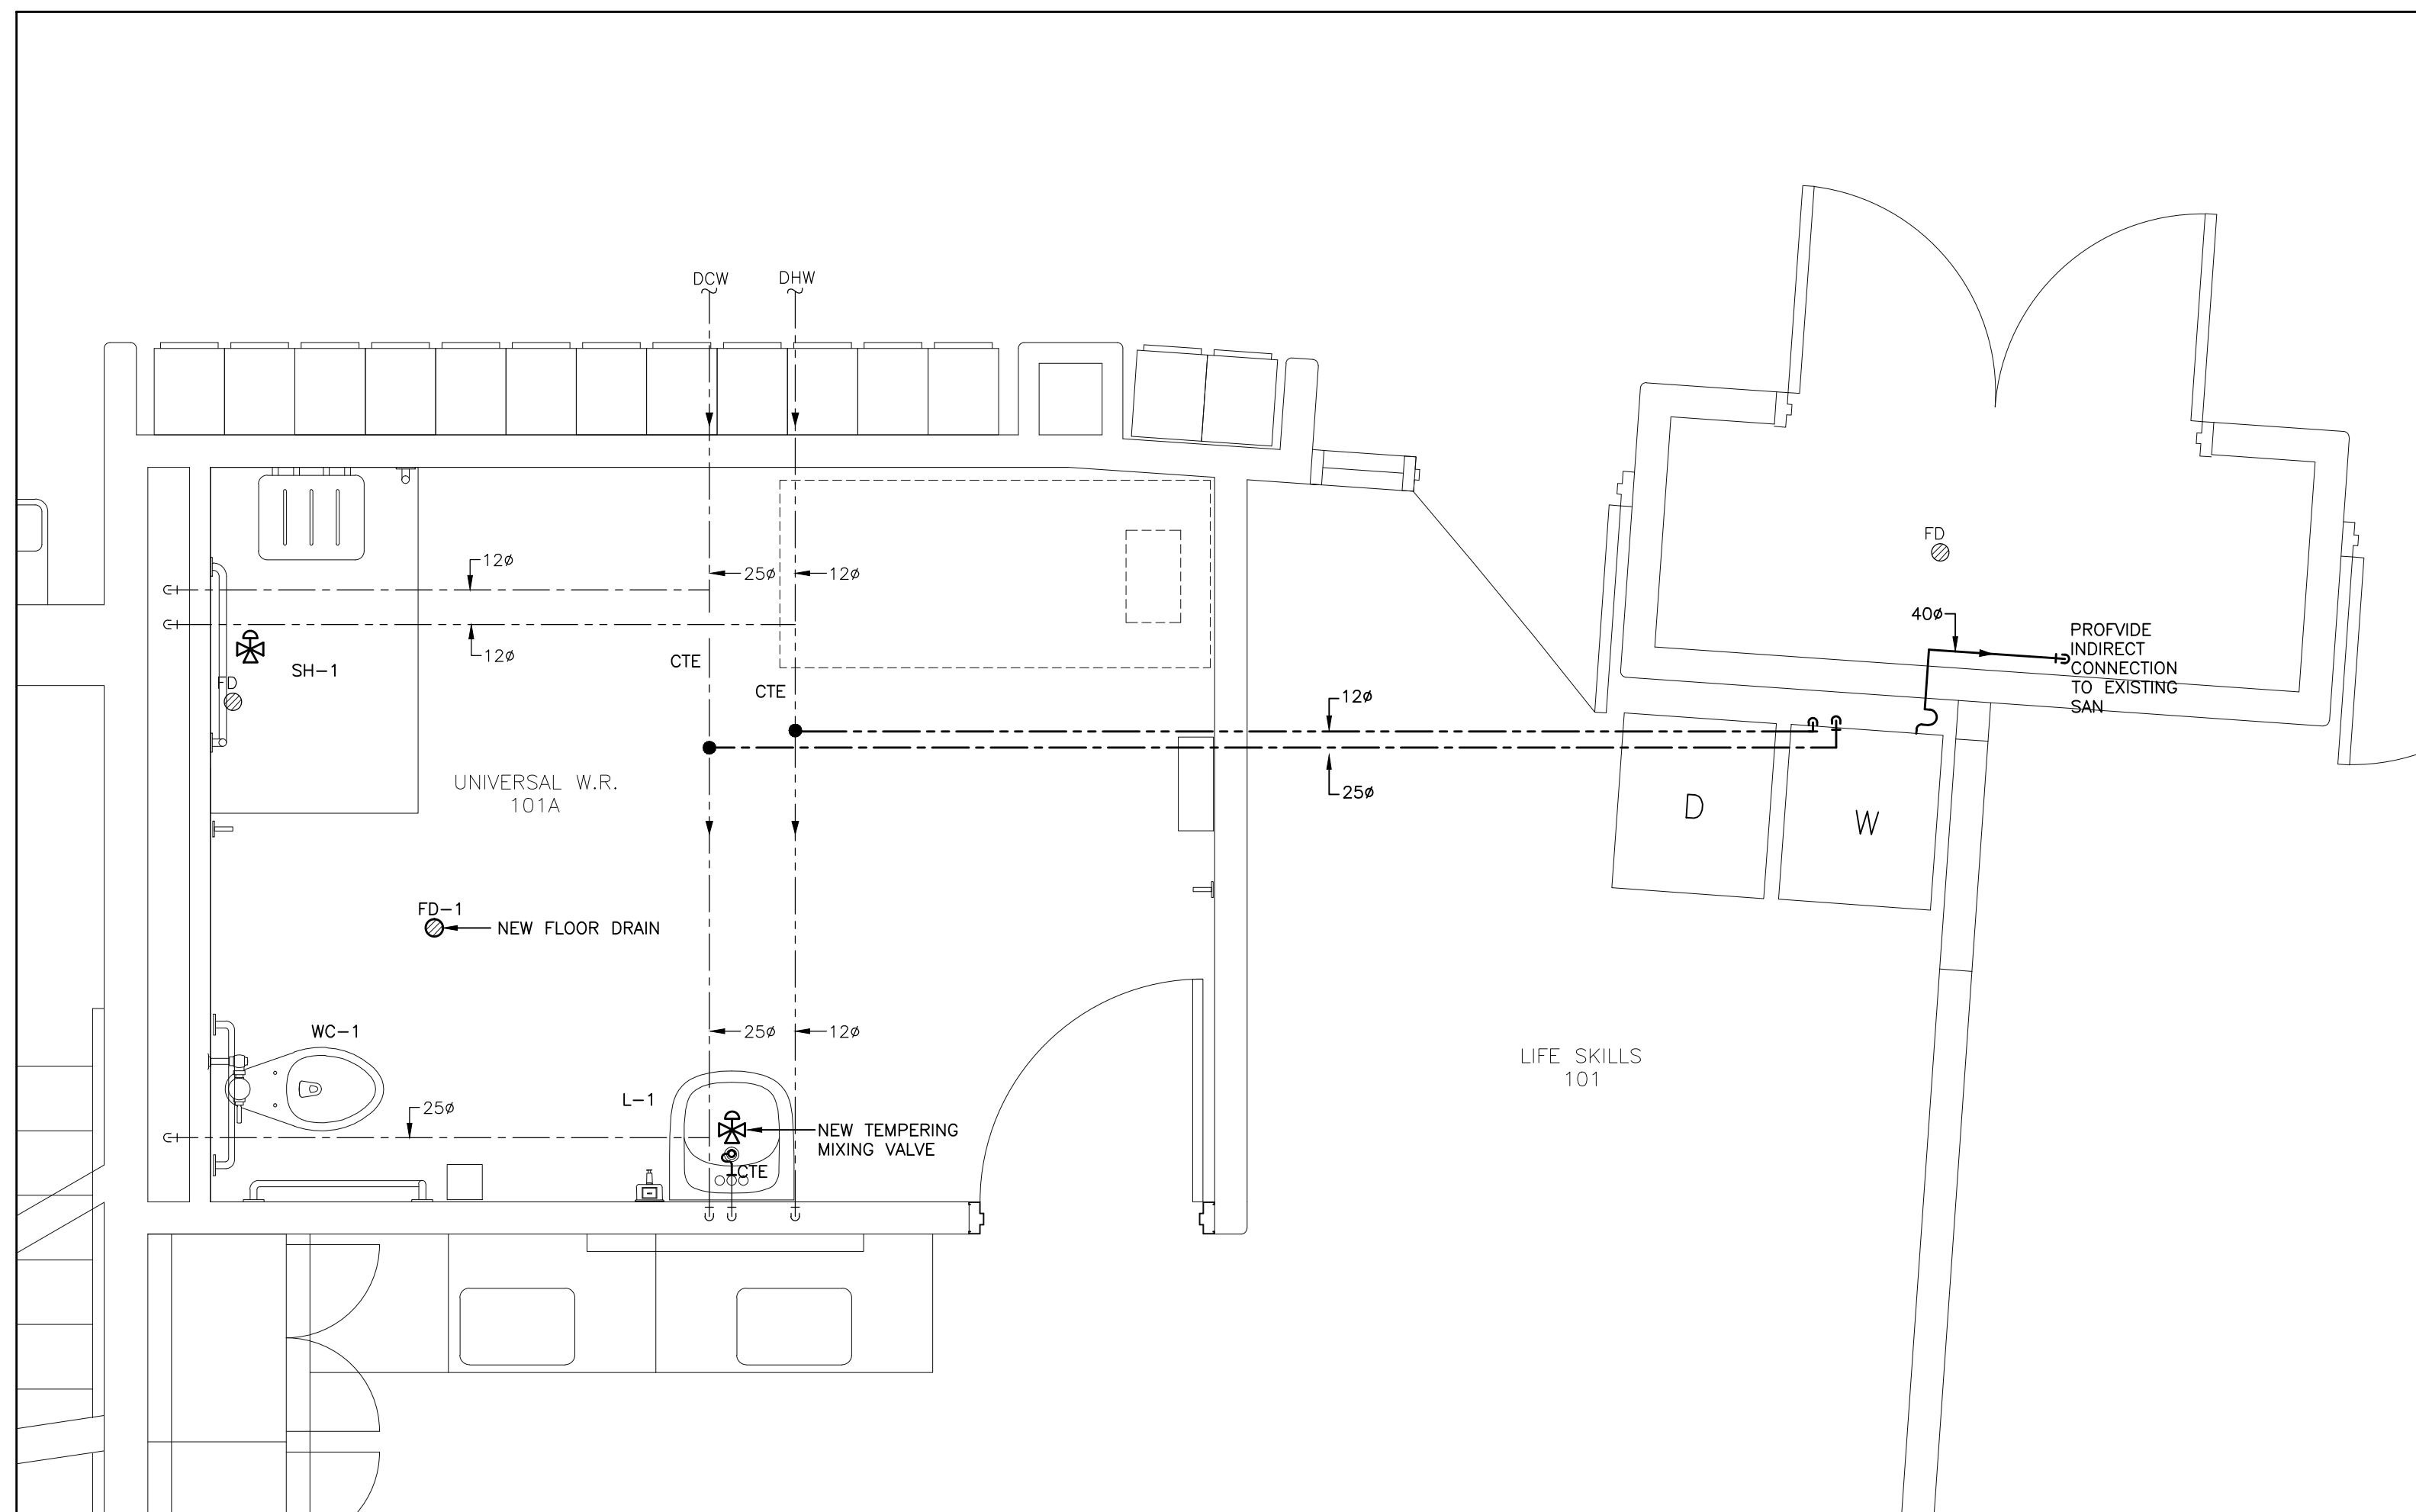 DCW
DHW
12ø
12ø
25ø
12ø
CTE
CTE
SH-1
FD
UNIVERSAL W.R.
101A
FD-1
NEW FLOOR DRAIN
WC-1
25ø
12ø
25ø
L-1
NEW TEMPERING
MIXING VALVE
CTE
12ø
25ø
D
W
FD
40ø
PROFVIDE
INDIRECT
CONNECTION
TO EXISTING
SAN
LIFE SKILLS
101